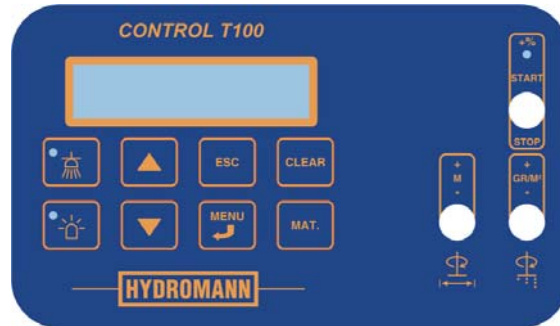 CONTROL T100
+%
START
STOP
ESC
CLEAR
MENU
MAT.
+
M
-
+
GR/M²
-
HYDROMANN